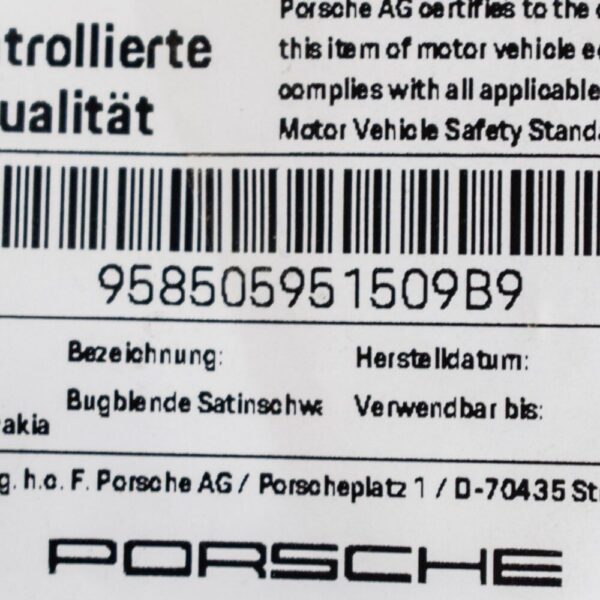 trollierte
ualität
Porsche AG certifies to the
this item of motor vehicle
complies with all applicable
Motor Vehicle Safety Stand
958505951509B9
Bezeichnung:
Herstelldatum:
Bugblende Satinschw
Verwendbar bis:
akia
g. h.c. F. Porsche AG / Porscheplatz 1 / D-70435 St
PORSCHE